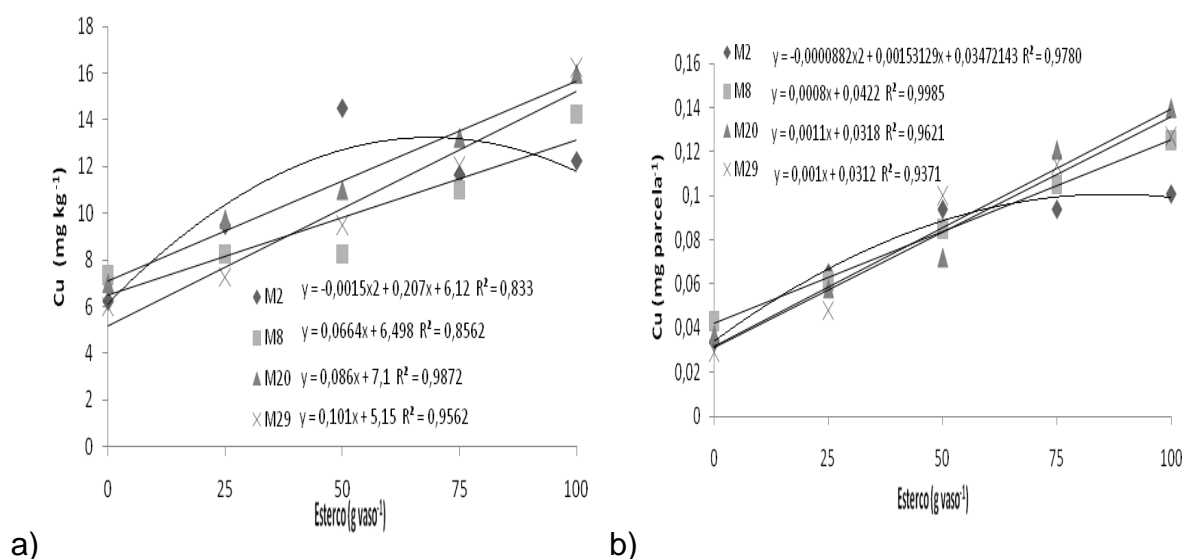 18
16
14
12
10
8
6
4
2
0
Cu (mg kg⁻¹)
M2 y = -0,0015x2 + 0,207x + 6,12 R² = 0,833
M8 y = 0,0664x + 6,498 R² = 0,8562
M20 y = 0,086x + 7,1 R² = 0,9872
M29 y = 0,101x + 5,15 R² = 0,9562
0 25 50 75 100
Esterco (g vaso⁻¹)
a)
0,16
0,14
0,12
0,1
0,08
0,06
0,04
0,02
0
Cu (mg parcela⁻¹)
M2 y = -0,0000882x2 + 0,00153129x + 0,03472143 R² = 0,9780
M8 y = 0,0008x + 0,0422 R² = 0,9985
M20 y = 0,0011x + 0,0318 R² = 0,9621
M29 y = 0,001x + 0,0312 R² = 0,9371
0 25 50 75 100
Esterco (g vaso⁻¹)
b)